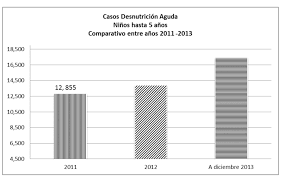 Casos Desnutrición Aguda
Niños hasta 5 años
Comparativo entre años 2011 -2013
18,500
16,500
14,500
12,500
10,500
8,500
6,500
4,500
12, 855
2011
2012
A diciembre 2013